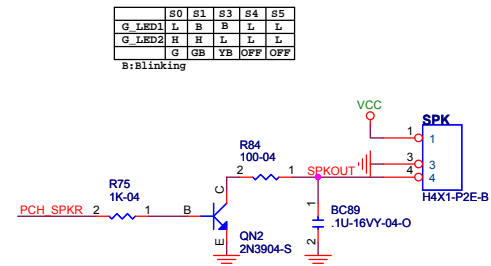 S0 S1 S3 S4 S5
G_LED1 L B B L L
G_LED2 H H L L L
G GB YB OFF OFF
B:Blinking
VCC
SPK
R84
100-04
1 1
2 1 SPKOUT
3 3
4 4
R75
1K-04
H4X1-P2E-B
PCH_SPKR 2 1 B C E
QN2
2N3904-S
1
2
BC89
.1U-16VY-04-O